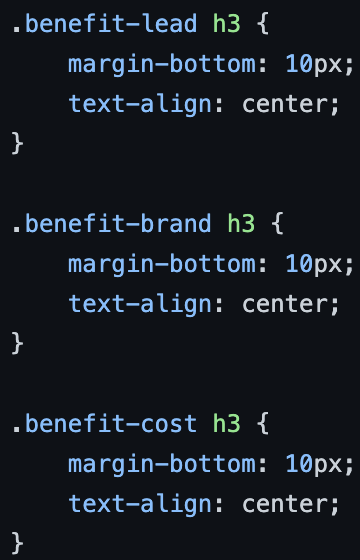 .benefit-lead h3 {
    margin-bottom: 10px;
    text-align: center;
}

.benefit-brand h3 {
    margin-bottom: 10px;
    text-align: center;
}

.benefit-cost h3 {
    margin-bottom: 10px;
    text-align: center;
}